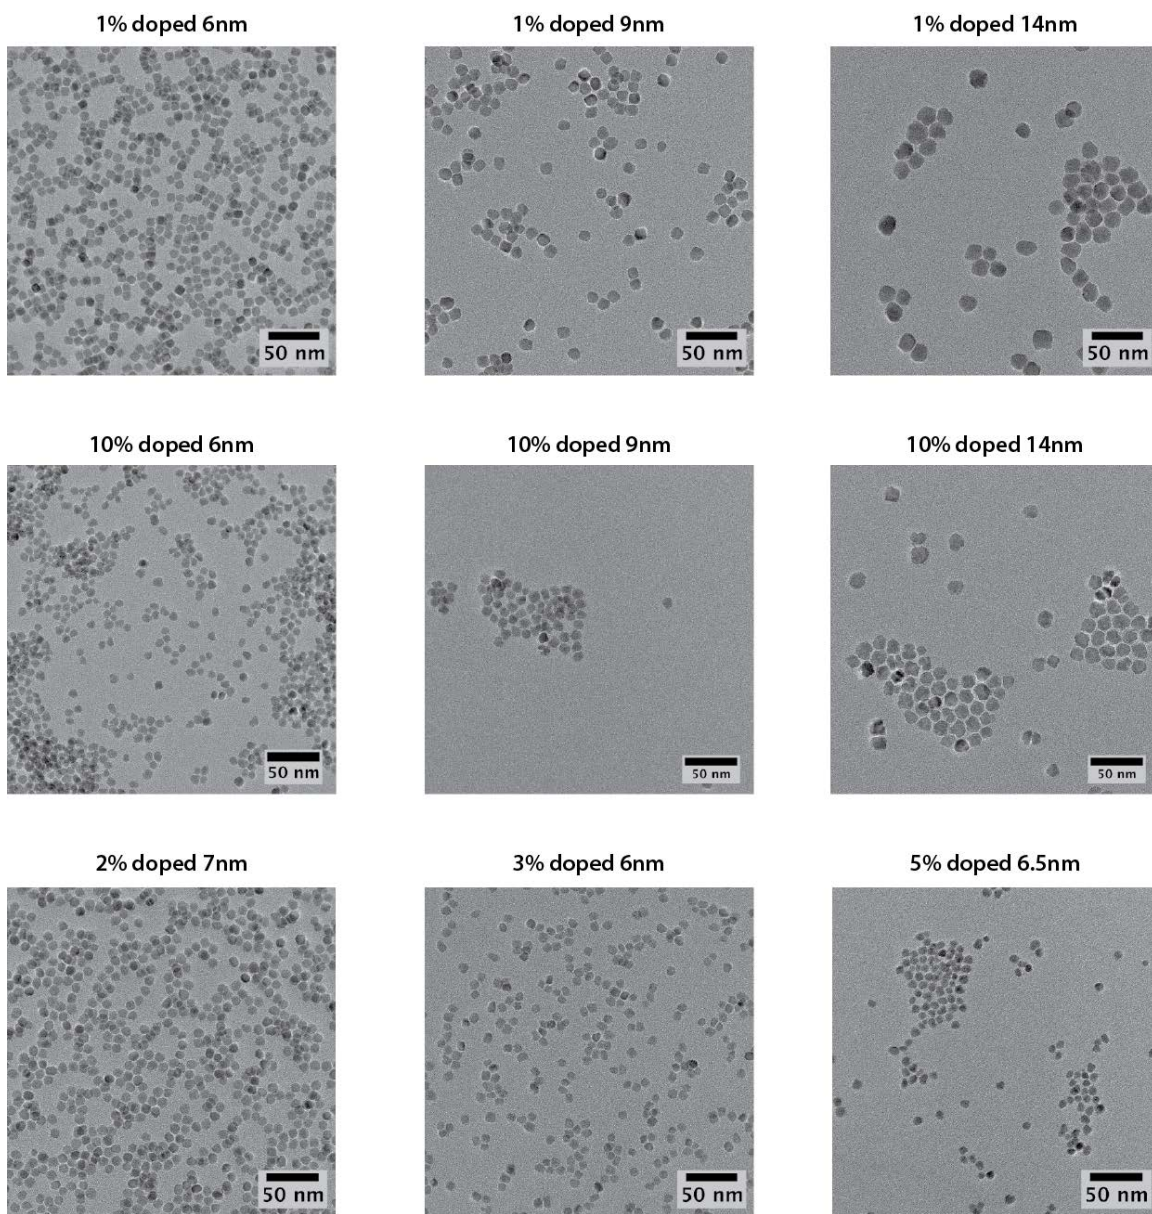 1% doped 6nm
1% doped 9nm
1% doped 14nm
50 nm
50 nm
50 nm
10% doped 6nm
10% doped 9nm
10% doped 14nm
50 nm
50 nm
50 nm
2% doped 7nm
3% doped 6nm
5% doped 6.5nm
50 nm
50 nm
50 nm